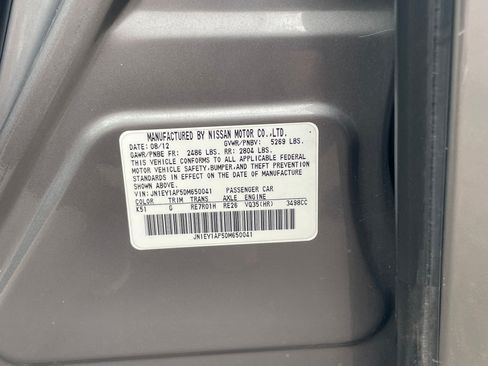 MANUFACTURED BY NISSAN MOTOR CO.,LTD.
DATE: 08/12 GVWR/PNBV: 5269 LBS.
GAWR/PNBE FR: 2486 LBS. RR: 2804 LBS.
THIS VEHICLE CONFORMS TO ALL APPLICABLE FEDERAL
MOTOR VEHICLE SAFETY, BUMPER, AND THEFT PREVENTION
STANDARDS IN EFFECT ON THE DATE OF MANUFACTURE
SHOWN ABOVE.
VIN: JN1EY1AP5DM650041 PASSENGER CAR
COLOR TRIM TRANS AXLE ENGINE
K51 G RE7R01H RE26 VQ35(HR) 3498CC
JN1EY1AP5DM650041